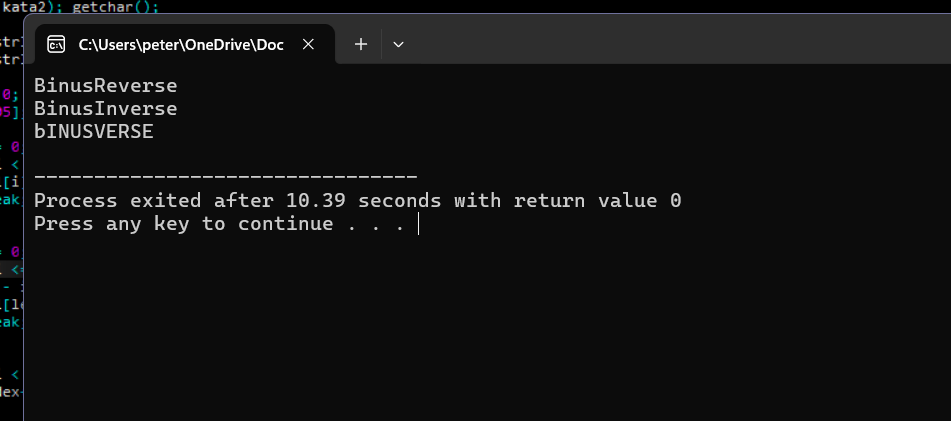 kata2); getchar();
C:\Users\peter\OneDrive\Doc
BinusReverse
BinusInverse
bINUSVERSE
--------------------------------
Process exited after 10.39 seconds with return value 0
Press any key to continue . . .